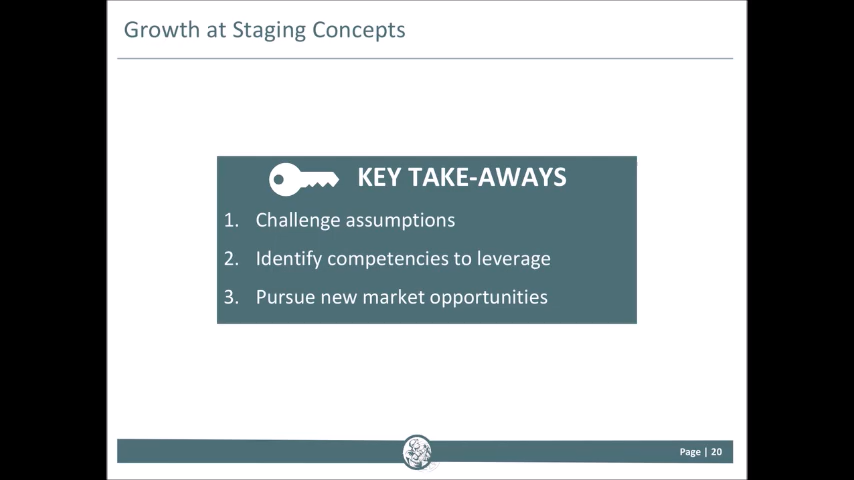 Growth at Staging Concepts
KEY TAKE-AWAYS
1. Challenge assumptions
2. Identify competencies to leverage
3. Pursue new market opportunities
Page | 20